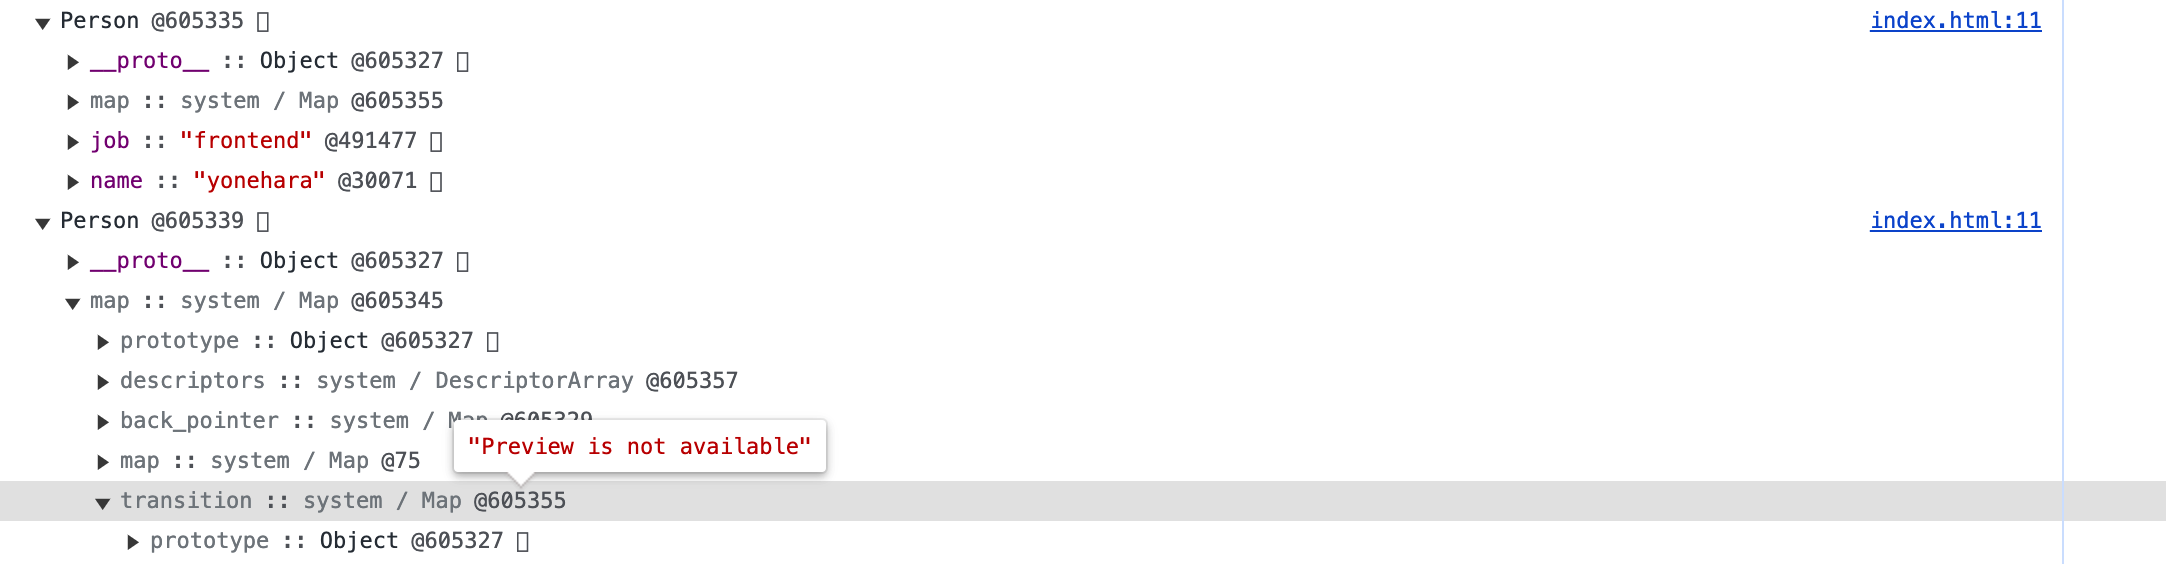 Person @605335 index.html:11
__proto__ :: Object @605327
map :: system / Map @605355
job :: "frontend" @491477
name :: "yonehara" @30071
Person @605339 index.html:11
__proto__ :: Object @605327
map :: system / Map @605345
prototype :: Object @605327
descriptors :: system / DescriptorArray @605357
back_pointer :: system / Map @605329
"Preview is not available"
map :: system / Map @75
transition :: system / Map @605355
prototype :: Object @605327